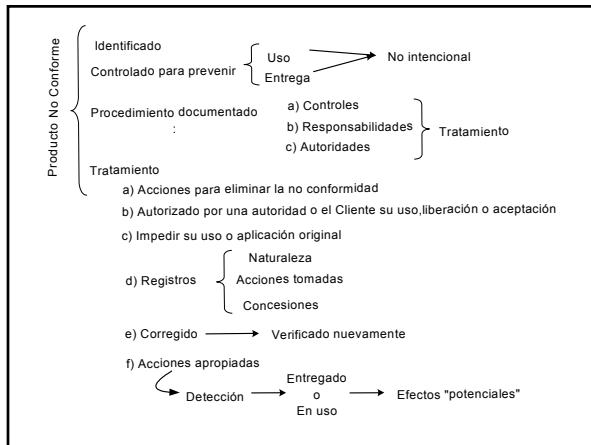 Producto No Conforme
Identificado
Controlado para prevenir
Uso
Entrega
No intencional
Procedimiento documentado
:
a) Controles
b) Responsabilidades
c) Autoridades
Tratamiento
Tratamiento
a) Acciones para eliminar la no conformidad
b) Autorizado por una autoridad o el Cliente su uso,liberación o aceptación
c) Impedir su uso o aplicación original
d) Registros
Naturaleza
Acciones tomadas
Concesiones
e) Corregido
Verificado nuevamente
f) Acciones apropiadas
Detección
Entregado
o
En uso
Efectos "potenciales"